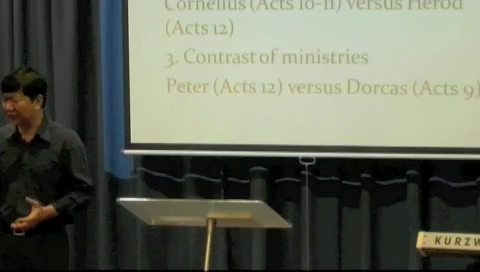 Cornelius (Acts 10-11) versus Herod
(Acts 12)
3. Contrast of ministries
Peter (Acts 12) versus Dorcas (Acts 9)
KURZW